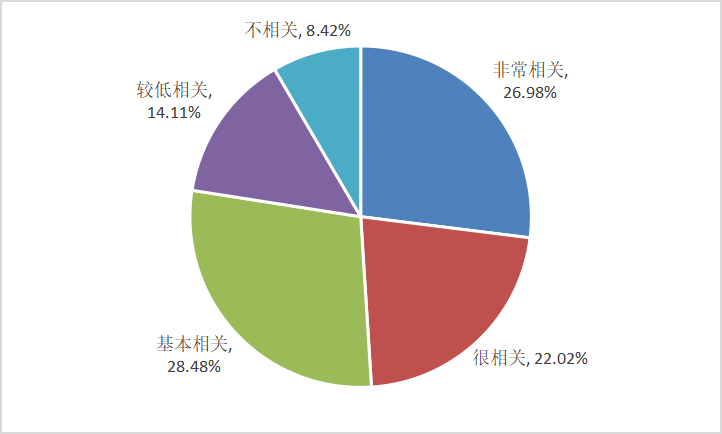 不相关, 8.42%
非常相关,
26.98%
较低相关,
14.11%
基本相关,
28.48%
很相关, 22.02%